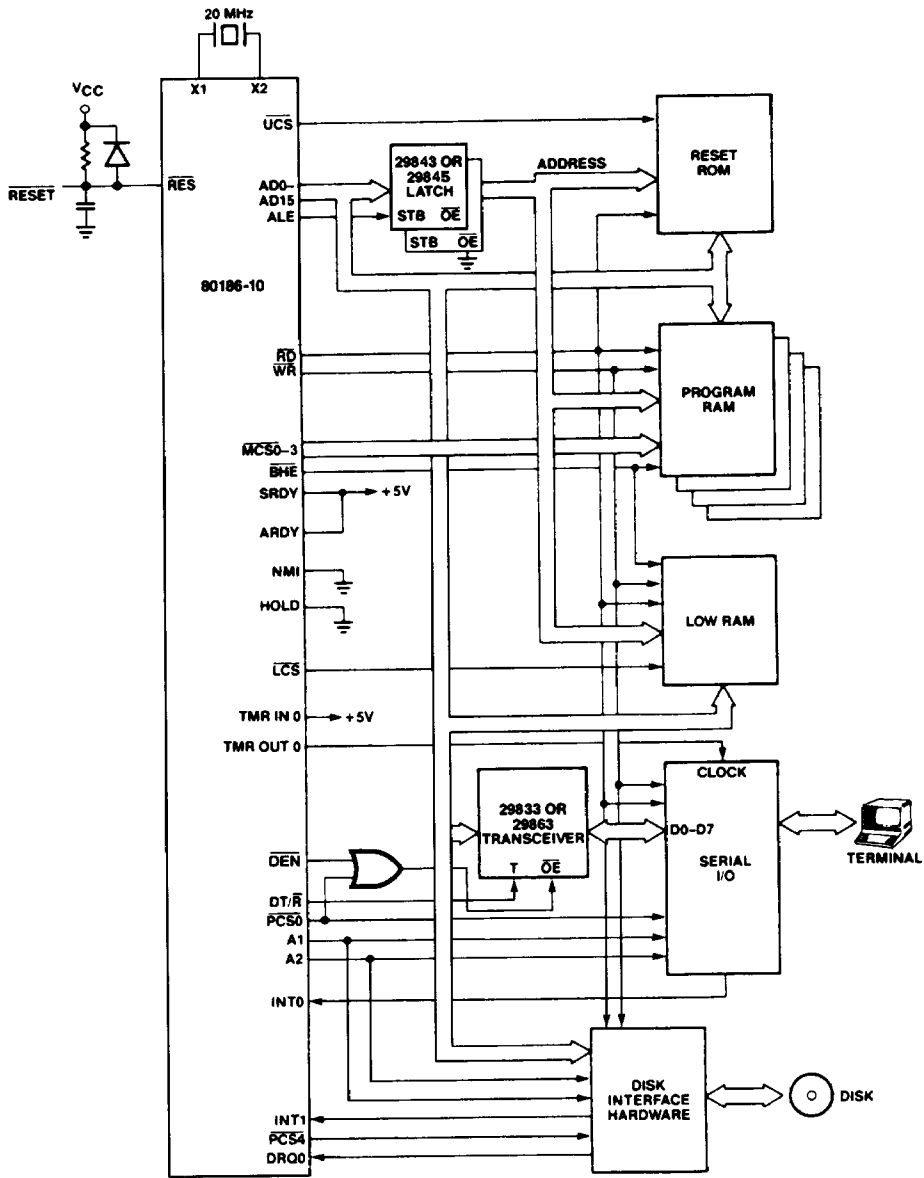 20 MHz
X1 X2
VCC
RESET
RES
UCS
AD0-
AD15
ALE
29843 OR
29845
LATCH
STB OE
STB OE
ADDRESS
RESET
ROM
80186-10
RD
WR
PROGRAM
RAM
MCS0-3
BHE
SRDY
+5V
ARDY
NMI
HOLD
LOW RAM
LCS
TMR IN 0
+5V
TMR OUT 0
CLOCK
29833 OR
29863
TRANSCEIVER
T OE
D0-D7
SERIAL
I/O
TERMINAL
DEN
DT/R
PCS0
A1
A2
INT0
DISK
INTERFACE
HARDWARE
DISK
INT1
PCS4
DRQ0